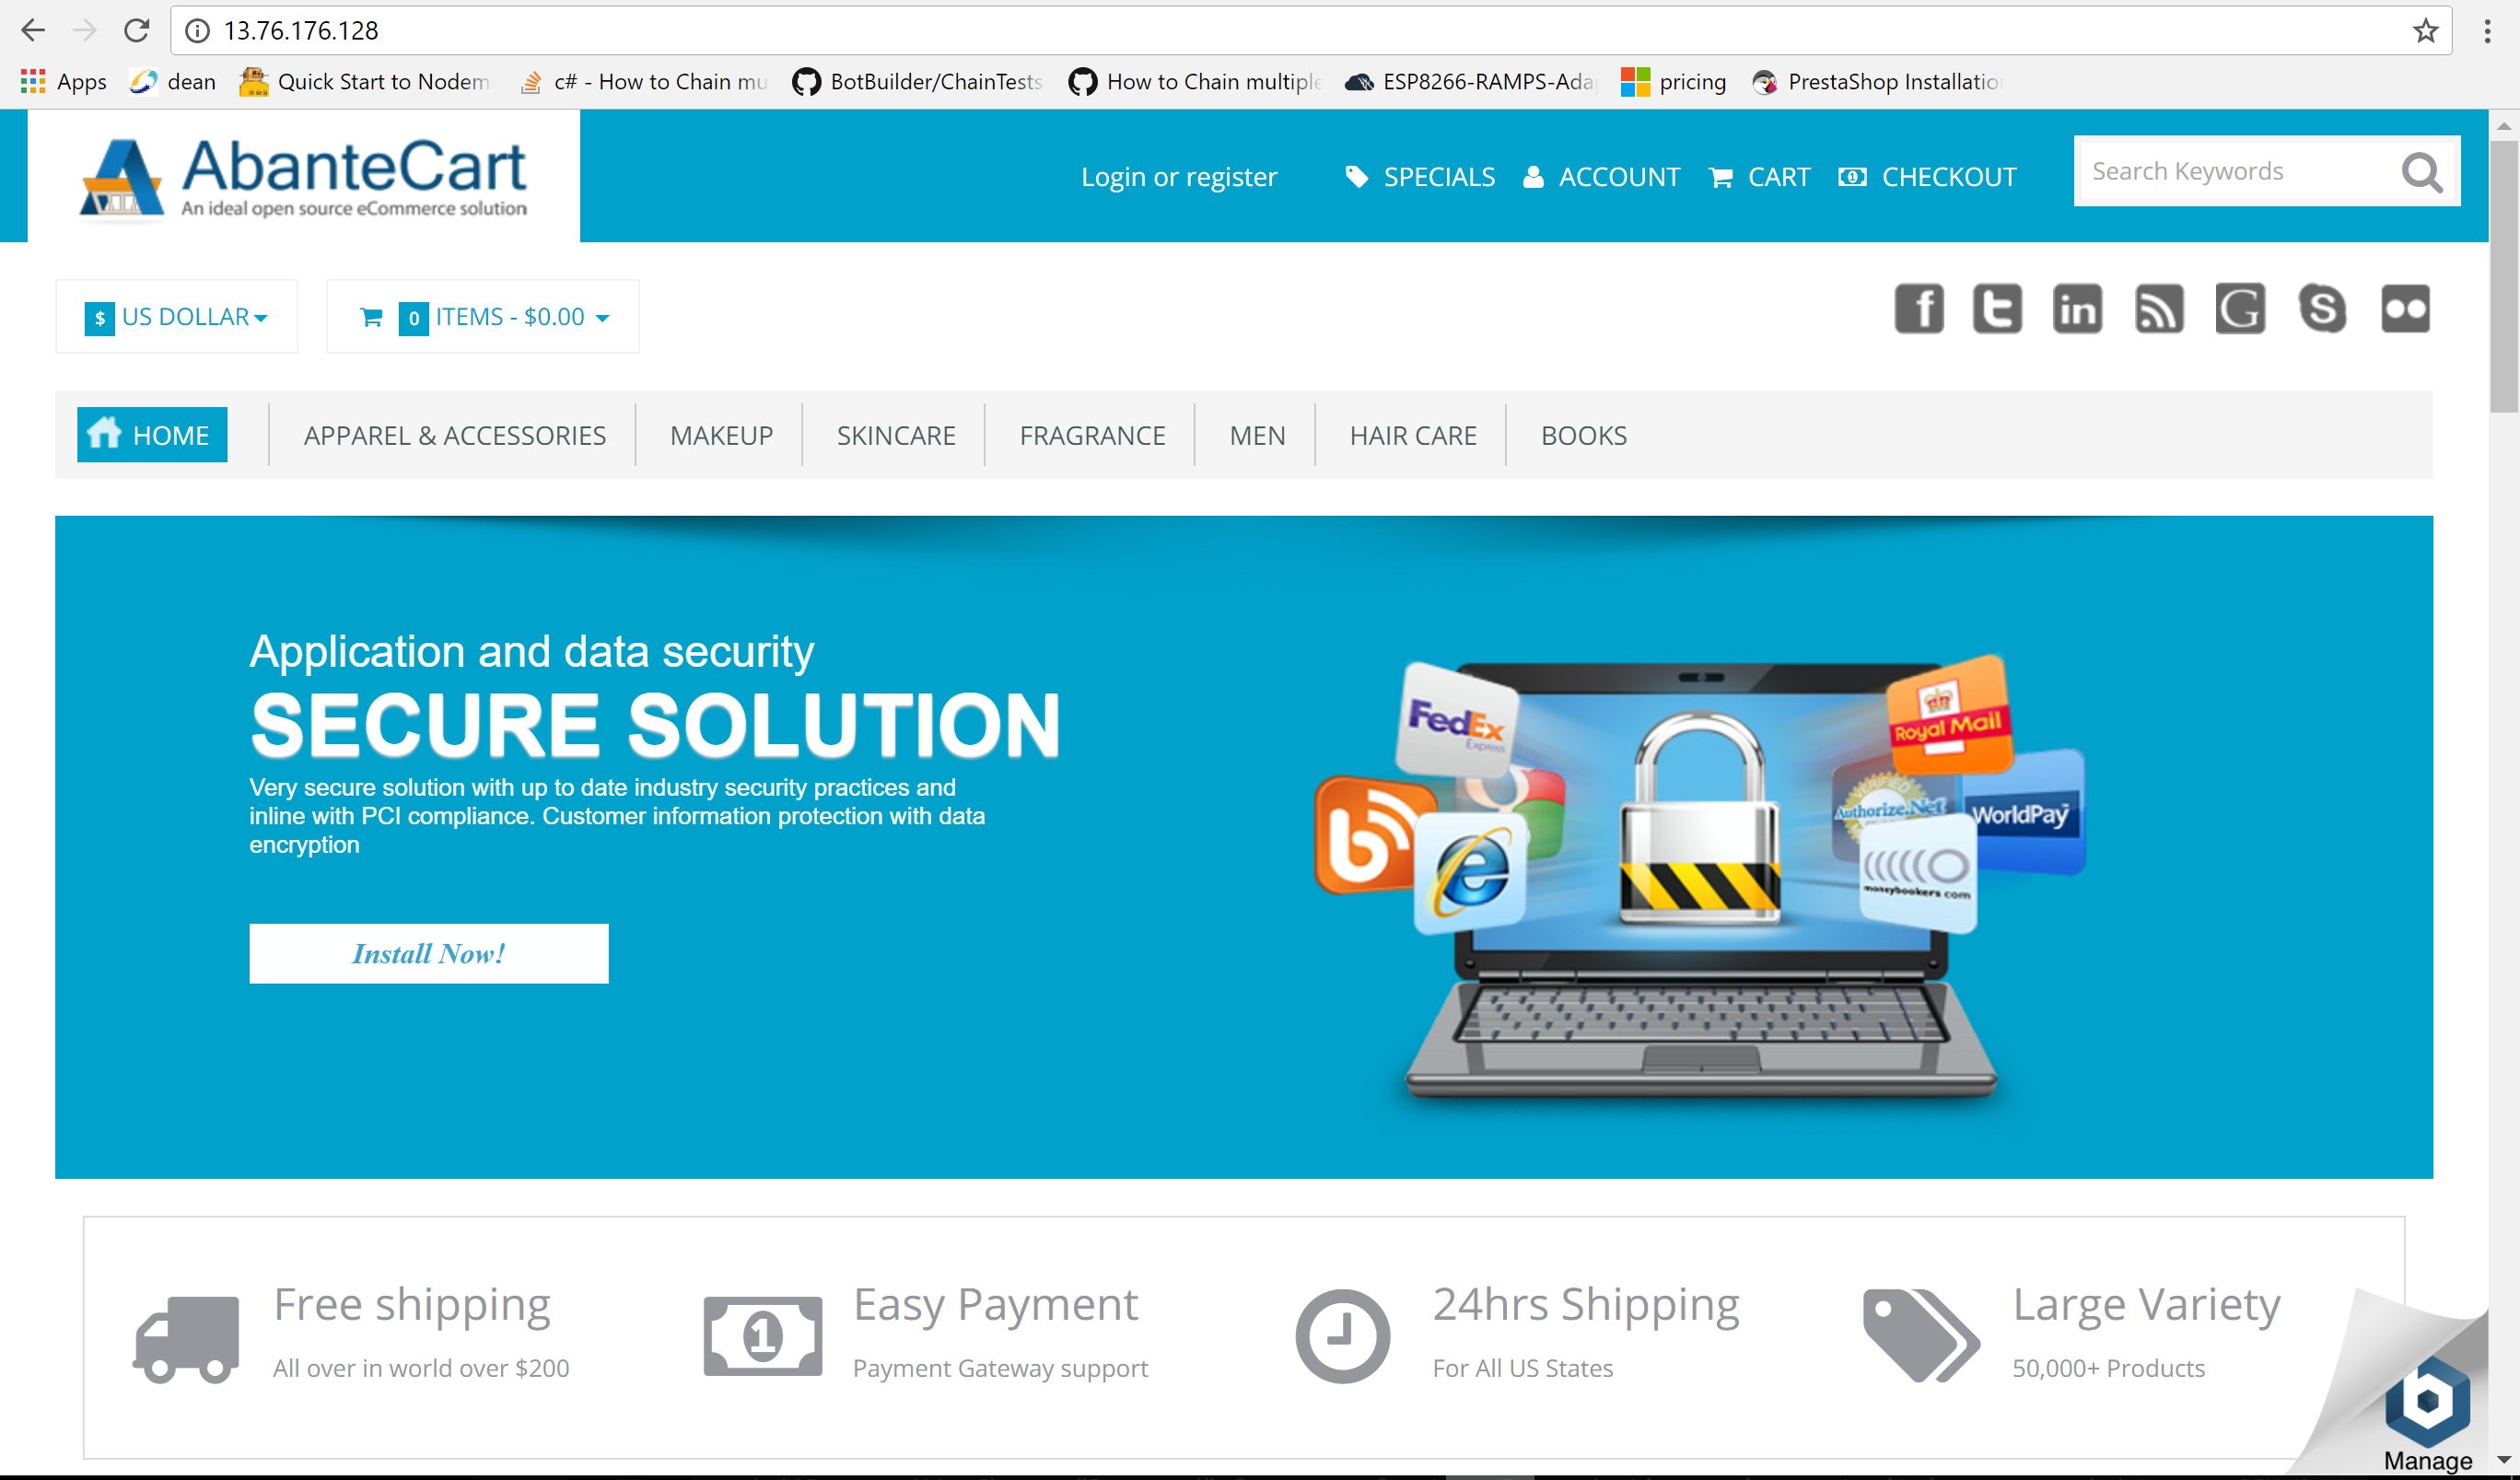 13.76.176.128
Apps dean Quick Start to Nodem c# - How to Chain mu BotBuilder/ChainTests How to Chain multiple ESP8266-RAMPS-Ada pricing PrestaShop Installatio
AbanteCart
An ideal open source eCommerce solution
Login or register SPECIALS ACCOUNT CART CHECKOUT Search Keywords
$ US DOLLAR 0 ITEMS - $0.00
HOME APPAREL & ACCESSORIES MAKEUP SKINCARE FRAGRANCE MEN HAIR CARE BOOKS
Application and data security
SECURE SOLUTION
Very secure solution with up to date industry security practices and
inline with PCI compliance. Customer information protection with data
encryption
Install Now!
FedEx
Express
Royal Mail
VERIFIED
Authorize.Net
WorldPay
moneybookers.com
Free shipping
All over in world over $200
Easy Payment
Payment Gateway support
24hrs Shipping
For All US States
Large Variety
50,000+ Products
Manage